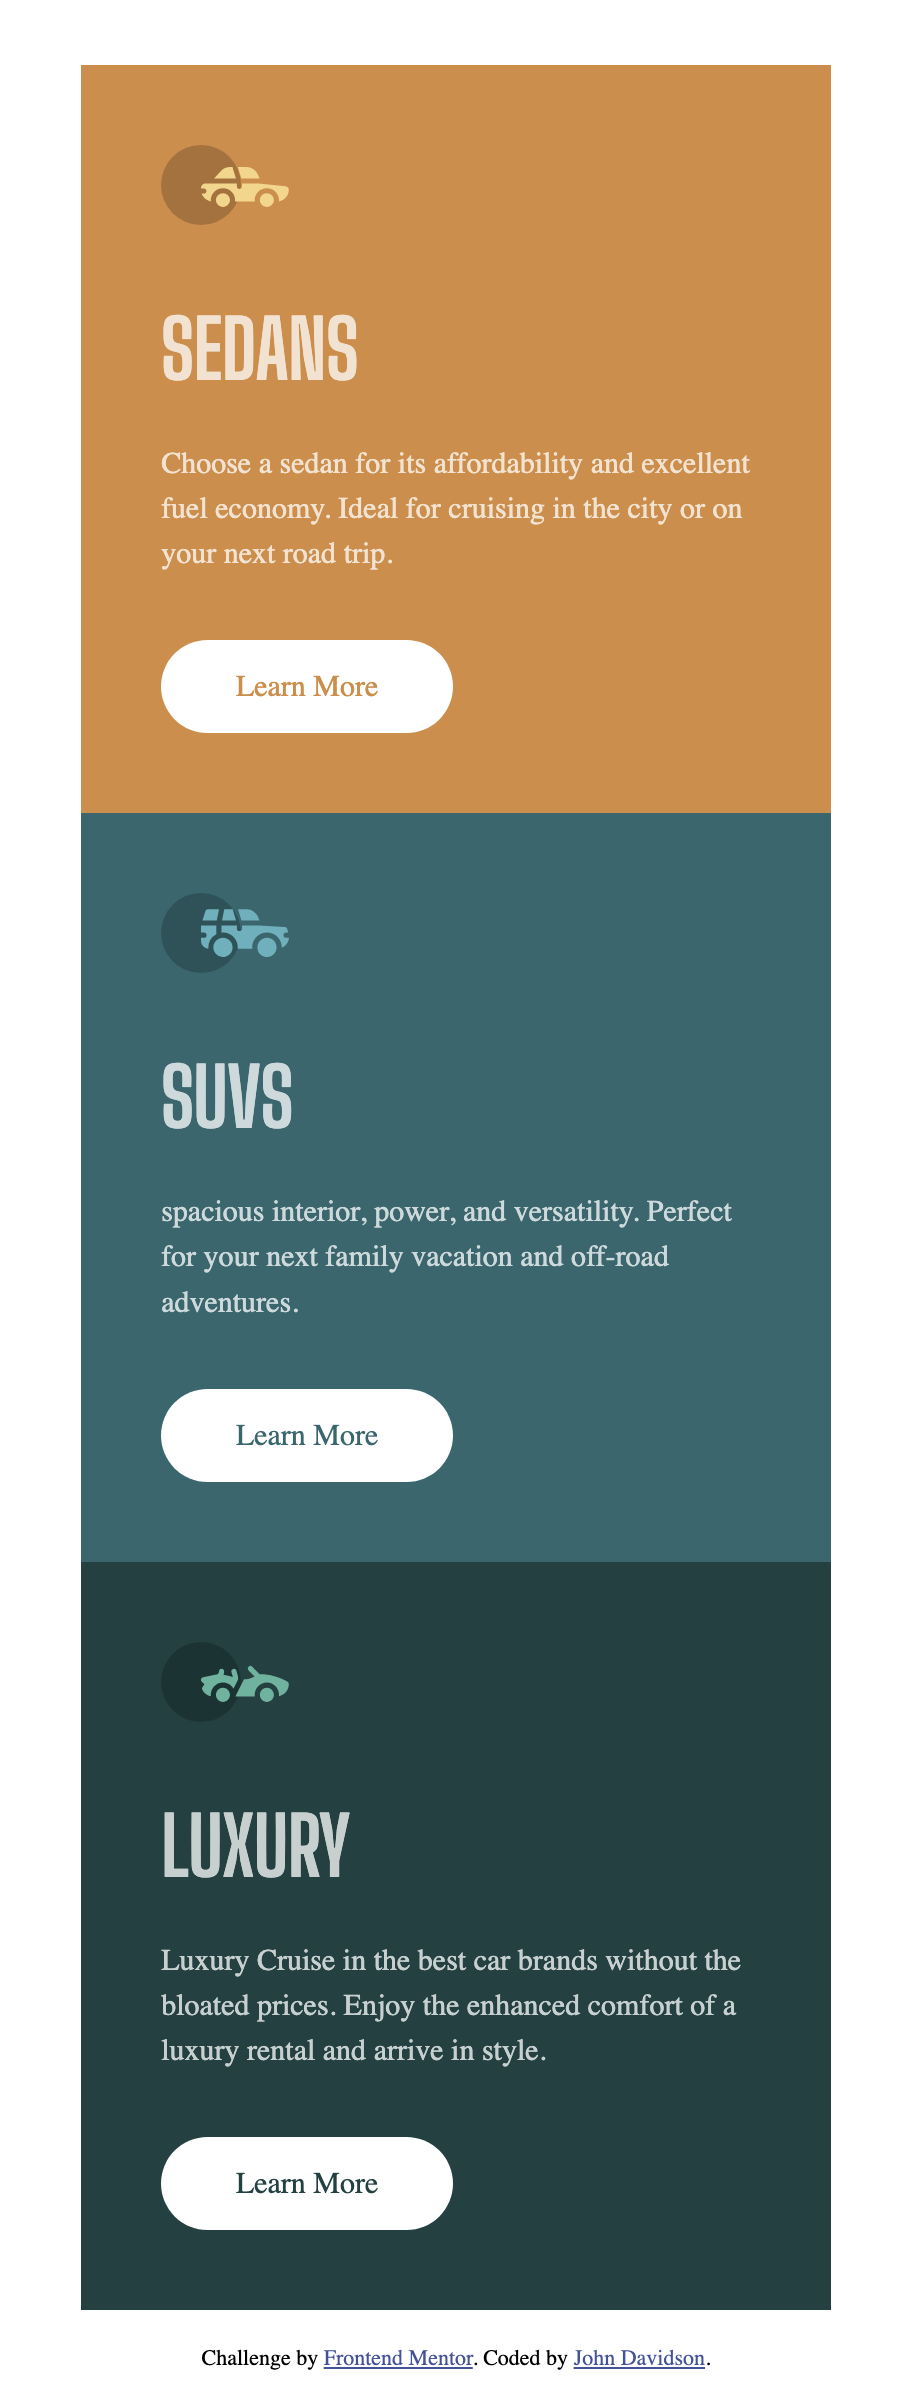 SEDANS
Choose a sedan for its affordability and excellent
fuel economy. Ideal for cruising in the city or on
your next road trip.
Learn More
SUVS
spacious interior, power, and versatility. Perfect
for your next family vacation and off-road
adventures.
Learn More
LUXURY
Luxury Cruise in the best car brands without the
bloated prices. Enjoy the enhanced comfort of a
luxury rental and arrive in style.
Learn More
Challenge by Frontend Mentor. Coded by John Davidson.